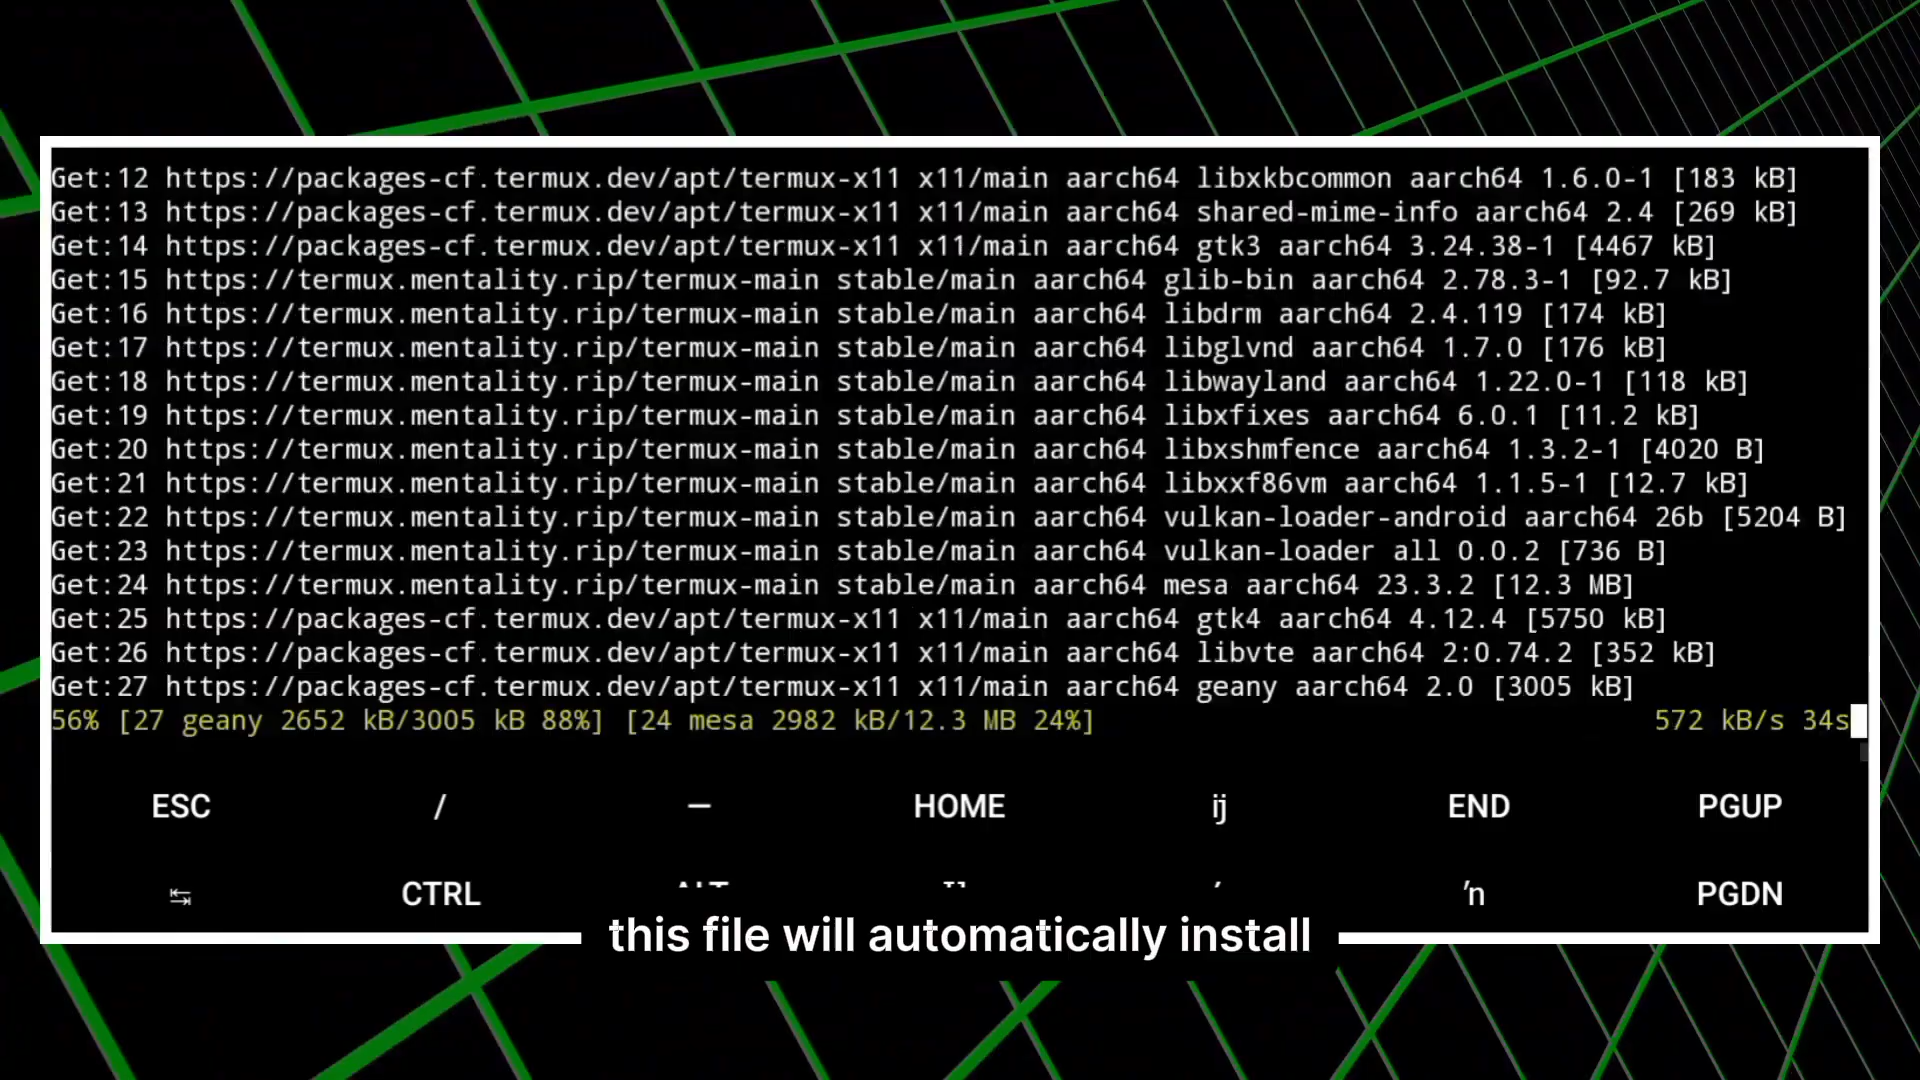 Get:12 https://packages-cf.termux.dev/apt/termux-x11 x11/main aarch64 libxkbcommon aarch64 1.6.0-1 [183 kB]
Get:13 https://packages-cf.termux.dev/apt/termux-x11 x11/main aarch64 shared-mime-info aarch64 2.4 [269 kB]
Get:14 https://packages-cf.termux.dev/apt/termux-x11 x11/main aarch64 gtk3 aarch64 3.24.38-1 [4467 kB]
Get:15 https://termux.mentality.rip/termux-main stable/main aarch64 glib-bin aarch64 2.78.3-1 [92.7 kB]
Get:16 https://termux.mentality.rip/termux-main stable/main aarch64 libdrm aarch64 2.4.119 [174 kB]
Get:17 https://termux.mentality.rip/termux-main stable/main aarch64 libglvnd aarch64 1.7.0 [176 kB]
Get:18 https://termux.mentality.rip/termux-main stable/main aarch64 libwayland aarch64 1.22.0-1 [118 kB]
Get:19 https://termux.mentality.rip/termux-main stable/main aarch64 libxfixes aarch64 6.0.1 [11.2 kB]
Get:20 https://termux.mentality.rip/termux-main stable/main aarch64 libxshmfence aarch64 1.3.2-1 [4020 B]
Get:21 https://termux.mentality.rip/termux-main stable/main aarch64 libxxf86vm aarch64 1.1.5-1 [12.7 kB]
Get:22 https://termux.mentality.rip/termux-main stable/main aarch64 vulkan-loader-android aarch64 26b [5204 B]
Get:23 https://termux.mentality.rip/termux-main stable/main aarch64 vulkan-loader all 0.0.2 [736 B]
Get:24 https://termux.mentality.rip/termux-main stable/main aarch64 mesa aarch64 23.3.2 [12.3 MB]
Get:25 https://packages-cf.termux.dev/apt/termux-x11 x11/main aarch64 gtk4 aarch64 4.12.4 [5750 kB]
Get:26 https://packages-cf.termux.dev/apt/termux-x11 x11/main aarch64 libvte aarch64 2:0.74.2 [352 kB]
Get:27 https://packages-cf.termux.dev/apt/termux-x11 x11/main aarch64 geany aarch64 2.0 [3005 kB]
56% [27 geany 2652 kB/3005 kB 88%] [24 mesa 2982 kB/12.3 MB 24%] 572 kB/s 34s
ESC / — HOME ĳ END PGUP
↹ CTRL ŉ PGDN
this file will automatically install